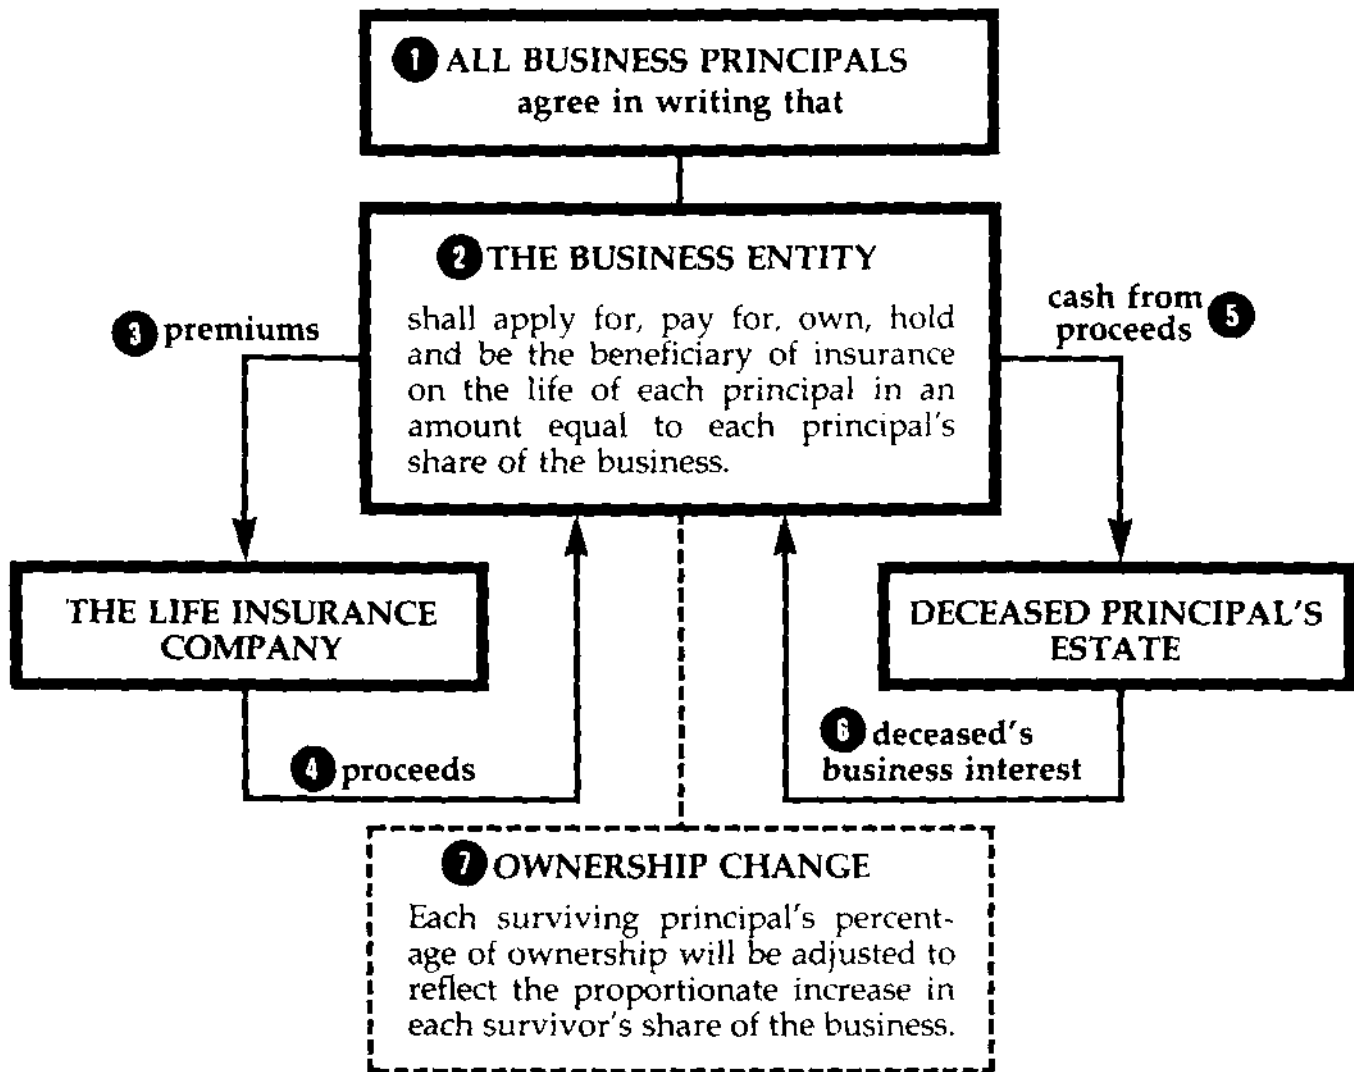 1 ALL BUSINESS PRINCIPALS
agree in writing that
2 THE BUSINESS ENTITY
shall apply for, pay for, own, hold
and be the beneficiary of insurance
on the life of each principal in an
amount equal to each principal's
share of the business.
3 premiums
cash from
proceeds 5
THE LIFE INSURANCE
COMPANY
DECEASED PRINCIPAL'S
ESTATE
4 proceeds
6 deceased's
business interest
7 OWNERSHIP CHANGE
Each surviving principal's percent-
age of ownership will be adjusted to
reflect the proportionate increase in
each survivor's share of the business.